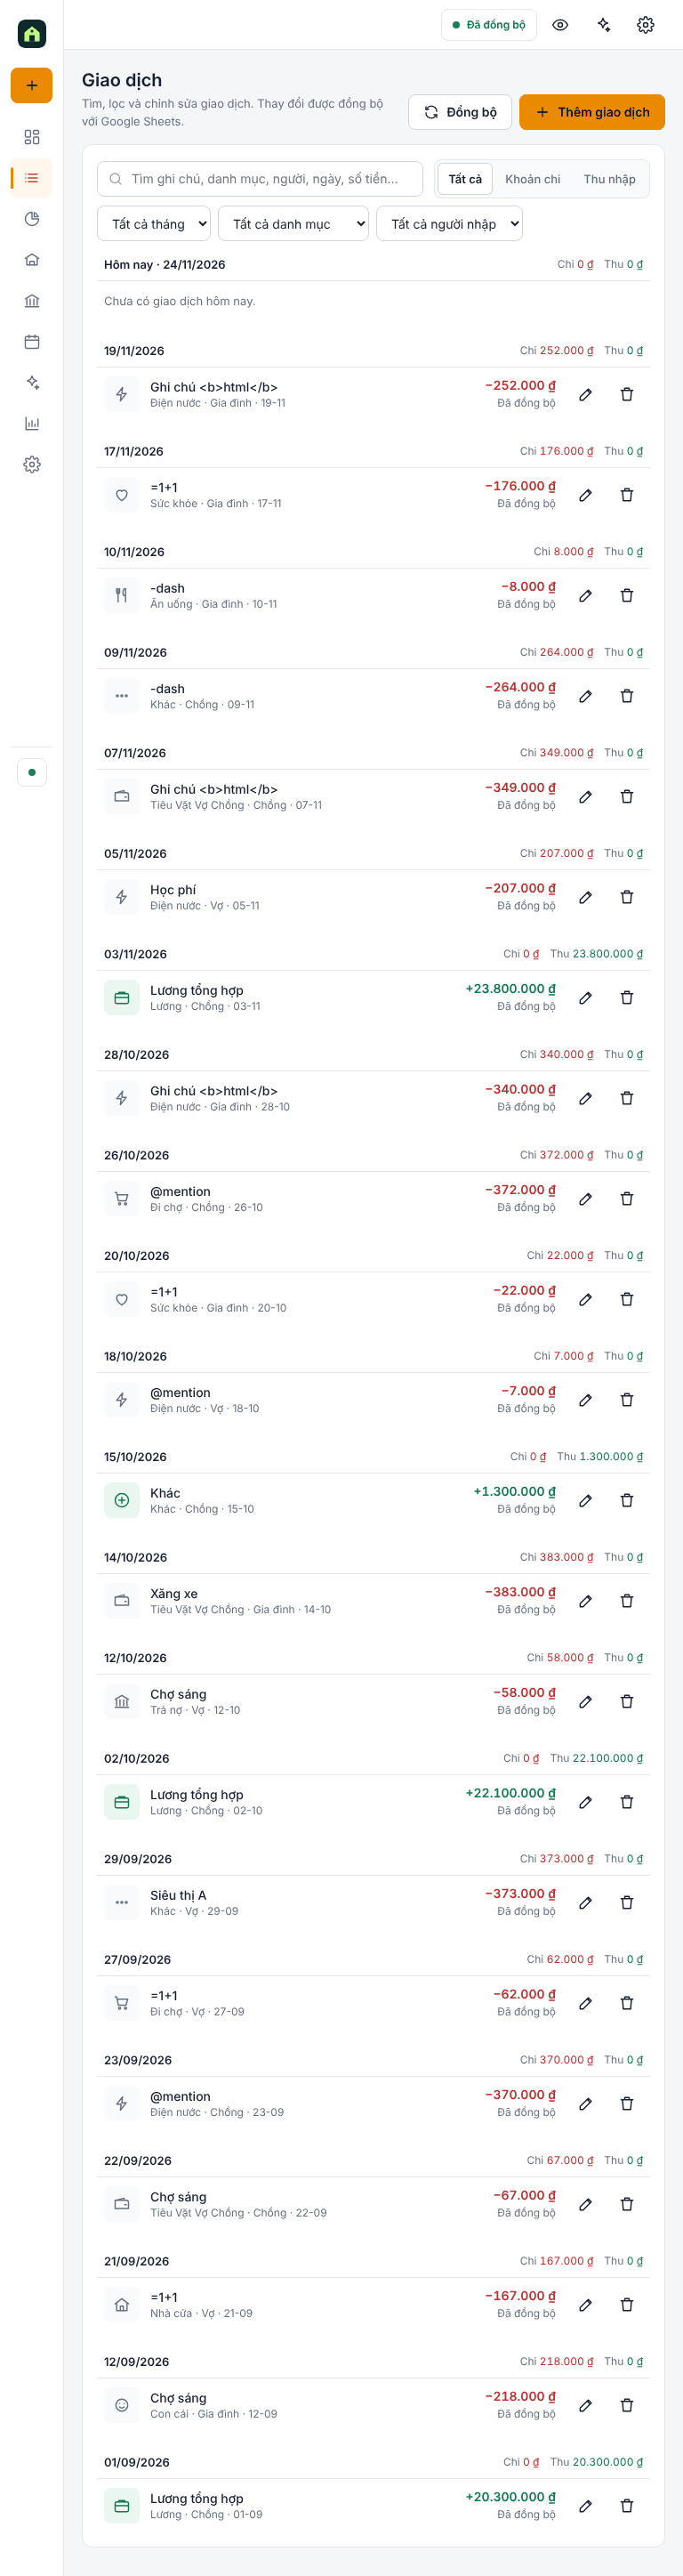 Đã đồng bộ
Giao dịch
Tìm, lọc và chỉnh sửa giao dịch. Thay đổi được đồng bộ
với Google Sheets.
Đồng bộ
Thêm giao dịch
Tìm ghi chú, danh mục, người, ngày, số tiền...
Tất cả Khoản chi Thu nhập
Tất cả tháng Tất cả danh mục Tất cả người nhập
Hôm nay · 24/11/2026 Chi 0 ₫ Thu 0 ₫
Chưa có giao dịch hôm nay.
19/11/2026 Chi 252.000 ₫ Thu 0 ₫
Ghi chú <b>html</b> −252.000 ₫
Điện nước · Gia đình · 19-11 Đã đồng bộ
17/11/2026 Chi 176.000 ₫ Thu 0 ₫
=1+1 −176.000 ₫
Sức khỏe · Gia đình · 17-11 Đã đồng bộ
10/11/2026 Chi 8.000 ₫ Thu 0 ₫
-dash −8.000 ₫
Ăn uống · Gia đình · 10-11 Đã đồng bộ
09/11/2026 Chi 264.000 ₫ Thu 0 ₫
-dash −264.000 ₫
Khác · Chồng · 09-11 Đã đồng bộ
07/11/2026 Chi 349.000 ₫ Thu 0 ₫
Ghi chú <b>html</b> −349.000 ₫
Tiêu Vặt Vợ Chồng · Chồng · 07-11 Đã đồng bộ
05/11/2026 Chi 207.000 ₫ Thu 0 ₫
Học phí −207.000 ₫
Điện nước · Vợ · 05-11 Đã đồng bộ
03/11/2026 Chi 0 ₫ Thu 23.800.000 ₫
Lương tổng hợp +23.800.000 ₫
Lương · Chồng · 03-11 Đã đồng bộ
28/10/2026 Chi 340.000 ₫ Thu 0 ₫
Ghi chú <b>html</b> −340.000 ₫
Điện nước · Gia đình · 28-10 Đã đồng bộ
26/10/2026 Chi 372.000 ₫ Thu 0 ₫
@mention −372.000 ₫
Đi chợ · Chồng · 26-10 Đã đồng bộ
20/10/2026 Chi 22.000 ₫ Thu 0 ₫
=1+1 −22.000 ₫
Sức khỏe · Gia đình · 20-10 Đã đồng bộ
18/10/2026 Chi 7.000 ₫ Thu 0 ₫
@mention −7.000 ₫
Điện nước · Vợ · 18-10 Đã đồng bộ
15/10/2026 Chi 0 ₫ Thu 1.300.000 ₫
Khác +1.300.000 ₫
Khác · Chồng · 15-10 Đã đồng bộ
14/10/2026 Chi 383.000 ₫ Thu 0 ₫
Xăng xe −383.000 ₫
Tiêu Vặt Vợ Chồng · Gia đình · 14-10 Đã đồng bộ
12/10/2026 Chi 58.000 ₫ Thu 0 ₫
Chợ sáng −58.000 ₫
Trả nợ · Vợ · 12-10 Đã đồng bộ
02/10/2026 Chi 0 ₫ Thu 22.100.000 ₫
Lương tổng hợp +22.100.000 ₫
Lương · Chồng · 02-10 Đã đồng bộ
29/09/2026 Chi 373.000 ₫ Thu 0 ₫
Siêu thị A −373.000 ₫
Khác · Vợ · 29-09 Đã đồng bộ
27/09/2026 Chi 62.000 ₫ Thu 0 ₫
=1+1 −62.000 ₫
Đi chợ · Vợ · 27-09 Đã đồng bộ
23/09/2026 Chi 370.000 ₫ Thu 0 ₫
@mention −370.000 ₫
Điện nước · Chồng · 23-09 Đã đồng bộ
22/09/2026 Chi 67.000 ₫ Thu 0 ₫
Chợ sáng −67.000 ₫
Tiêu Vặt Vợ Chồng · Chồng · 22-09 Đã đồng bộ
21/09/2026 Chi 167.000 ₫ Thu 0 ₫
=1+1 −167.000 ₫
Nhà cửa · Vợ · 21-09 Đã đồng bộ
12/09/2026 Chi 218.000 ₫ Thu 0 ₫
Chợ sáng −218.000 ₫
Con cái · Gia đình · 12-09 Đã đồng bộ
01/09/2026 Chi 0 ₫ Thu 20.300.000 ₫
Lương tổng hợp +20.300.000 ₫
Lương · Chồng · 01-09 Đã đồng bộ